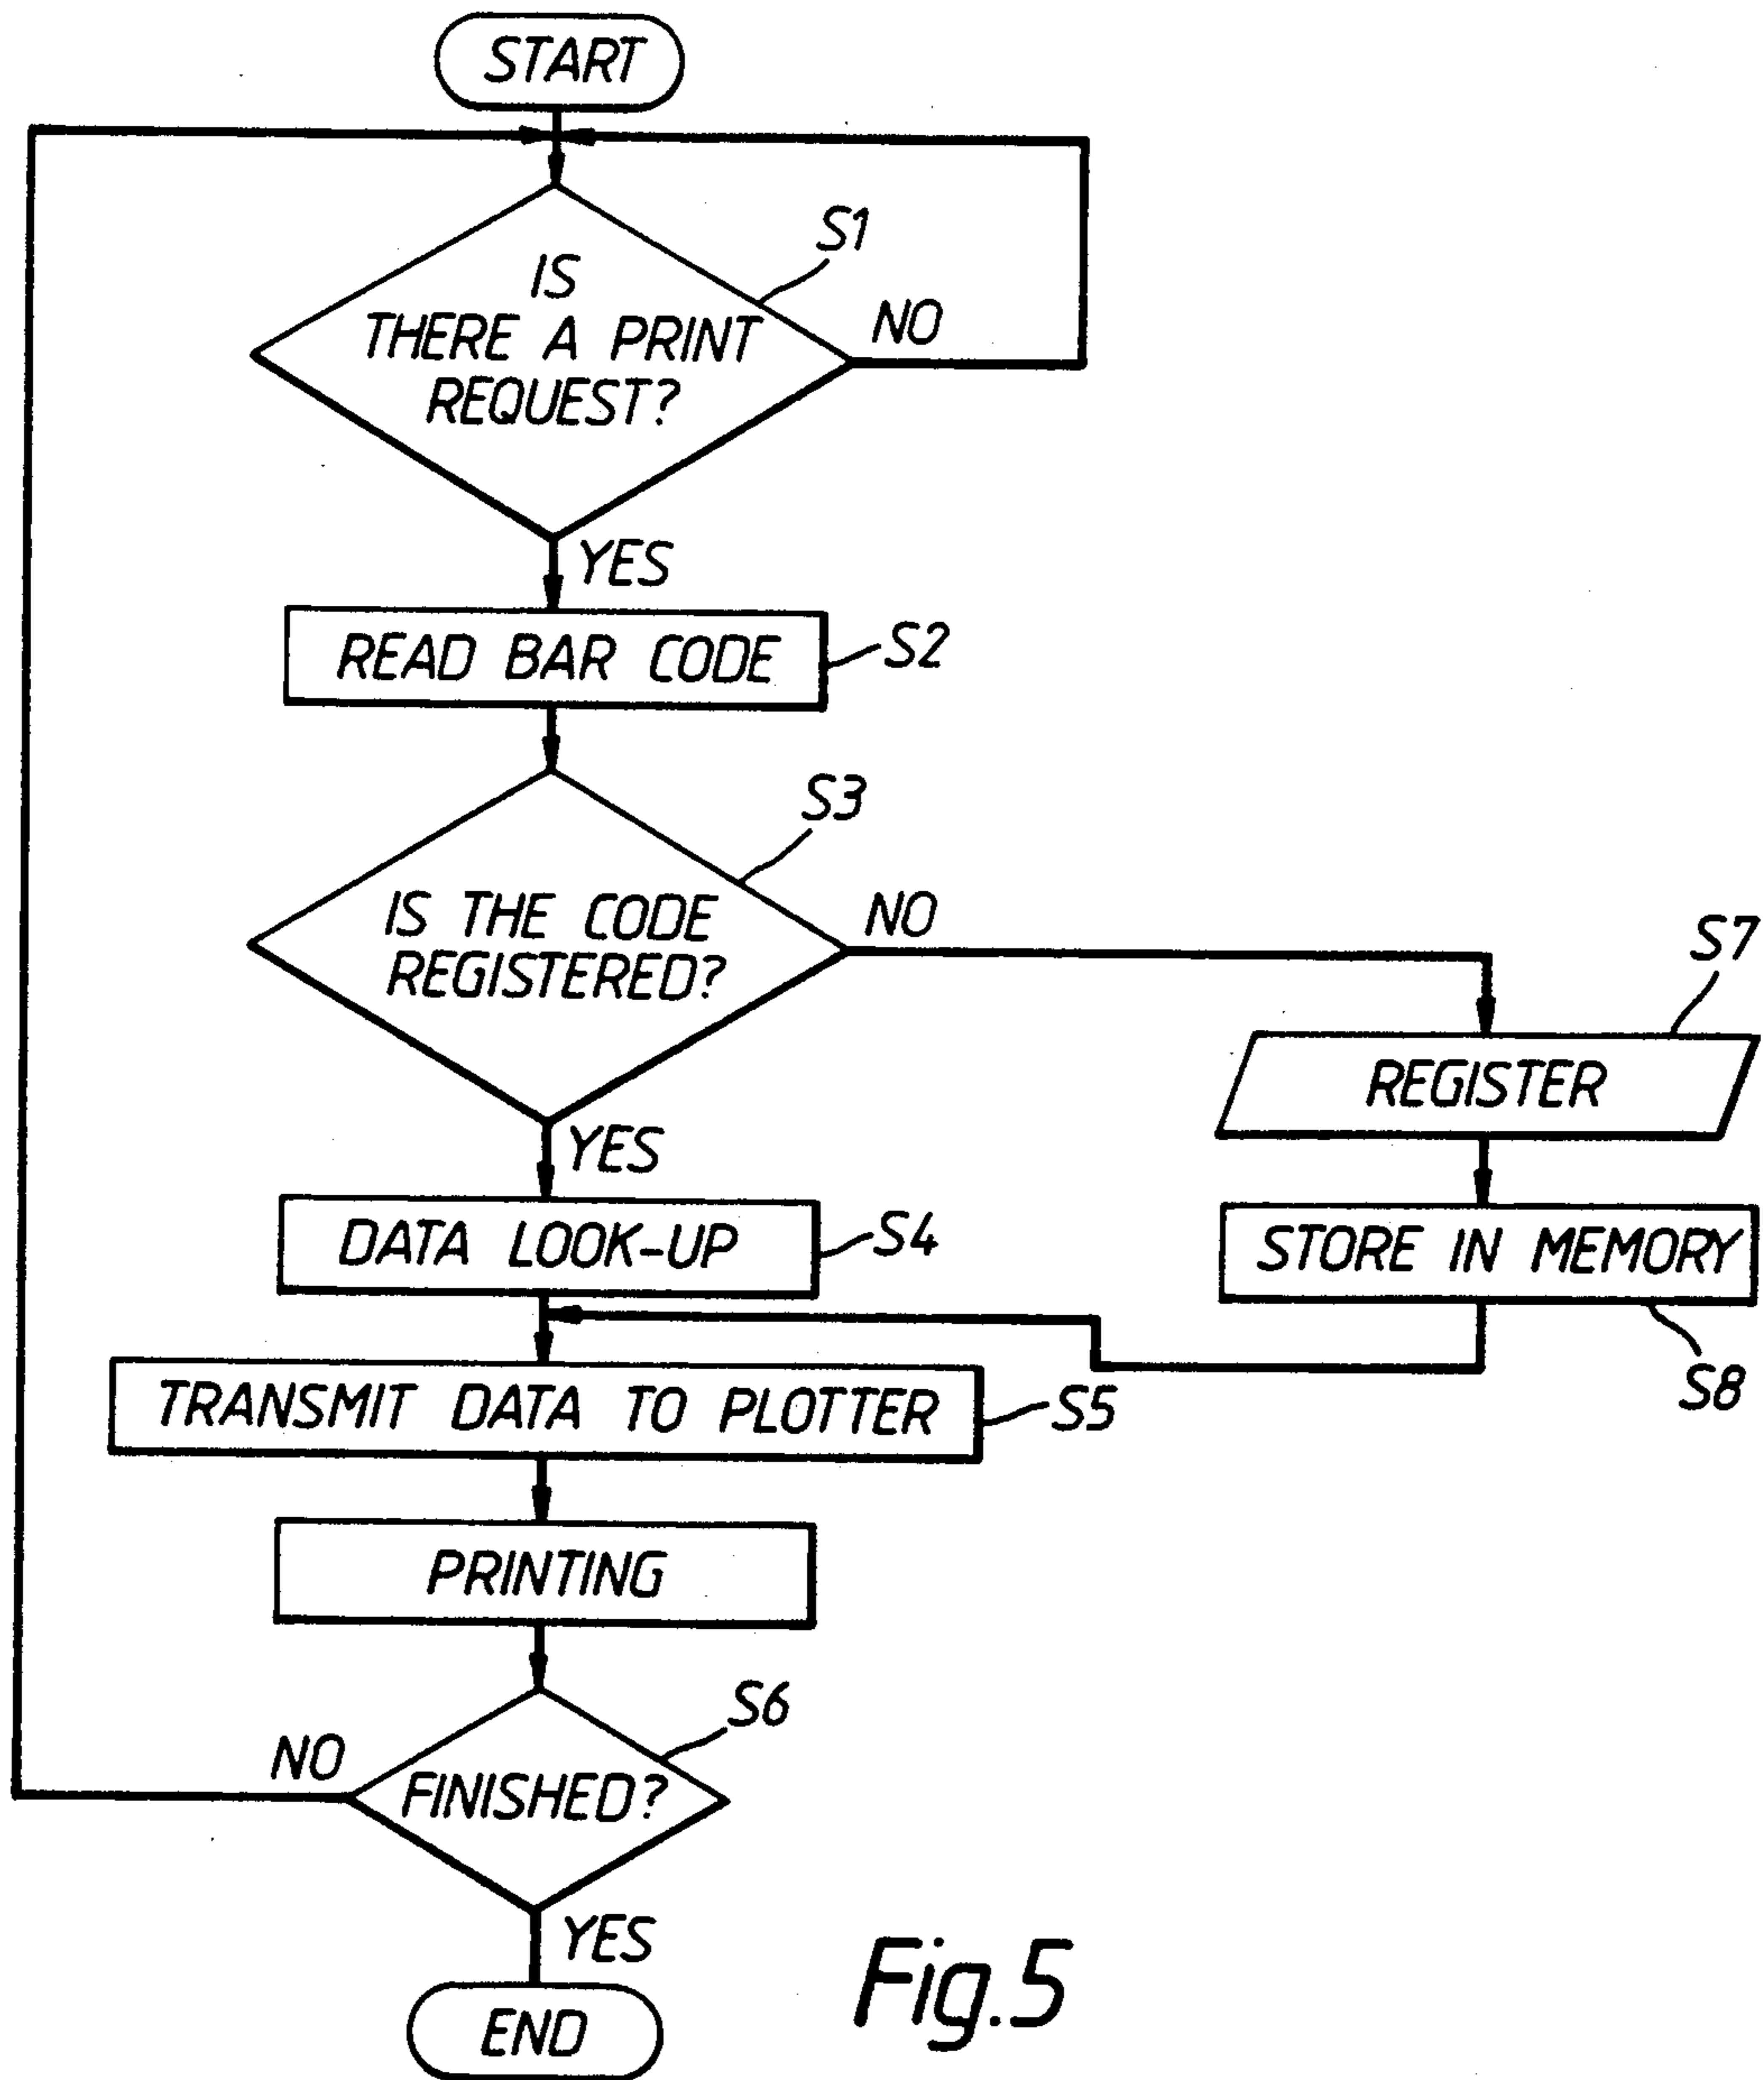 START
S1
IS
THERE A PRINT
REQUEST?
NO
YES
READ BAR CODE
S2
S3
IS THE CODE
REGISTERED?
NO
S7
REGISTER
YES
DATA LOOK-UP
S4
STORE IN MEMORY
S8
TRANSMIT DATA TO PLOTTER
S5
PRINTING
S6
NO
FINISHED?
YES
END
Fig.5